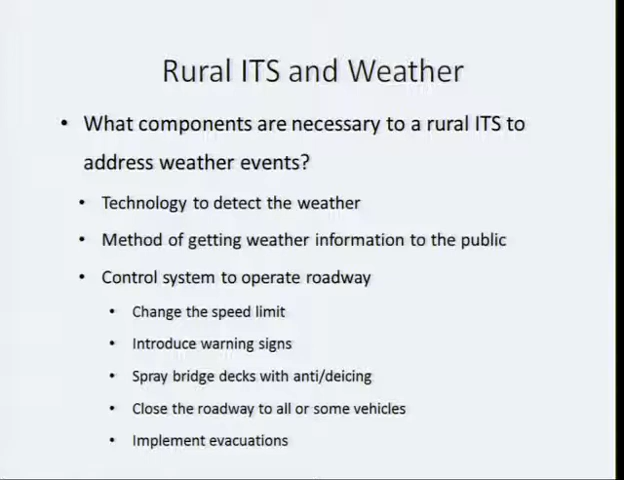 Rural ITS and Weather
• What components are necessary to a rural ITS to
address weather events?
• Technology to detect the weather
• Method of getting weather information to the public
• Control system to operate roadway
• Change the speed limit
• Introduce warning signs
• Spray bridge decks with anti/deicing
• Close the roadway to all or some vehicles
• Implement evacuations